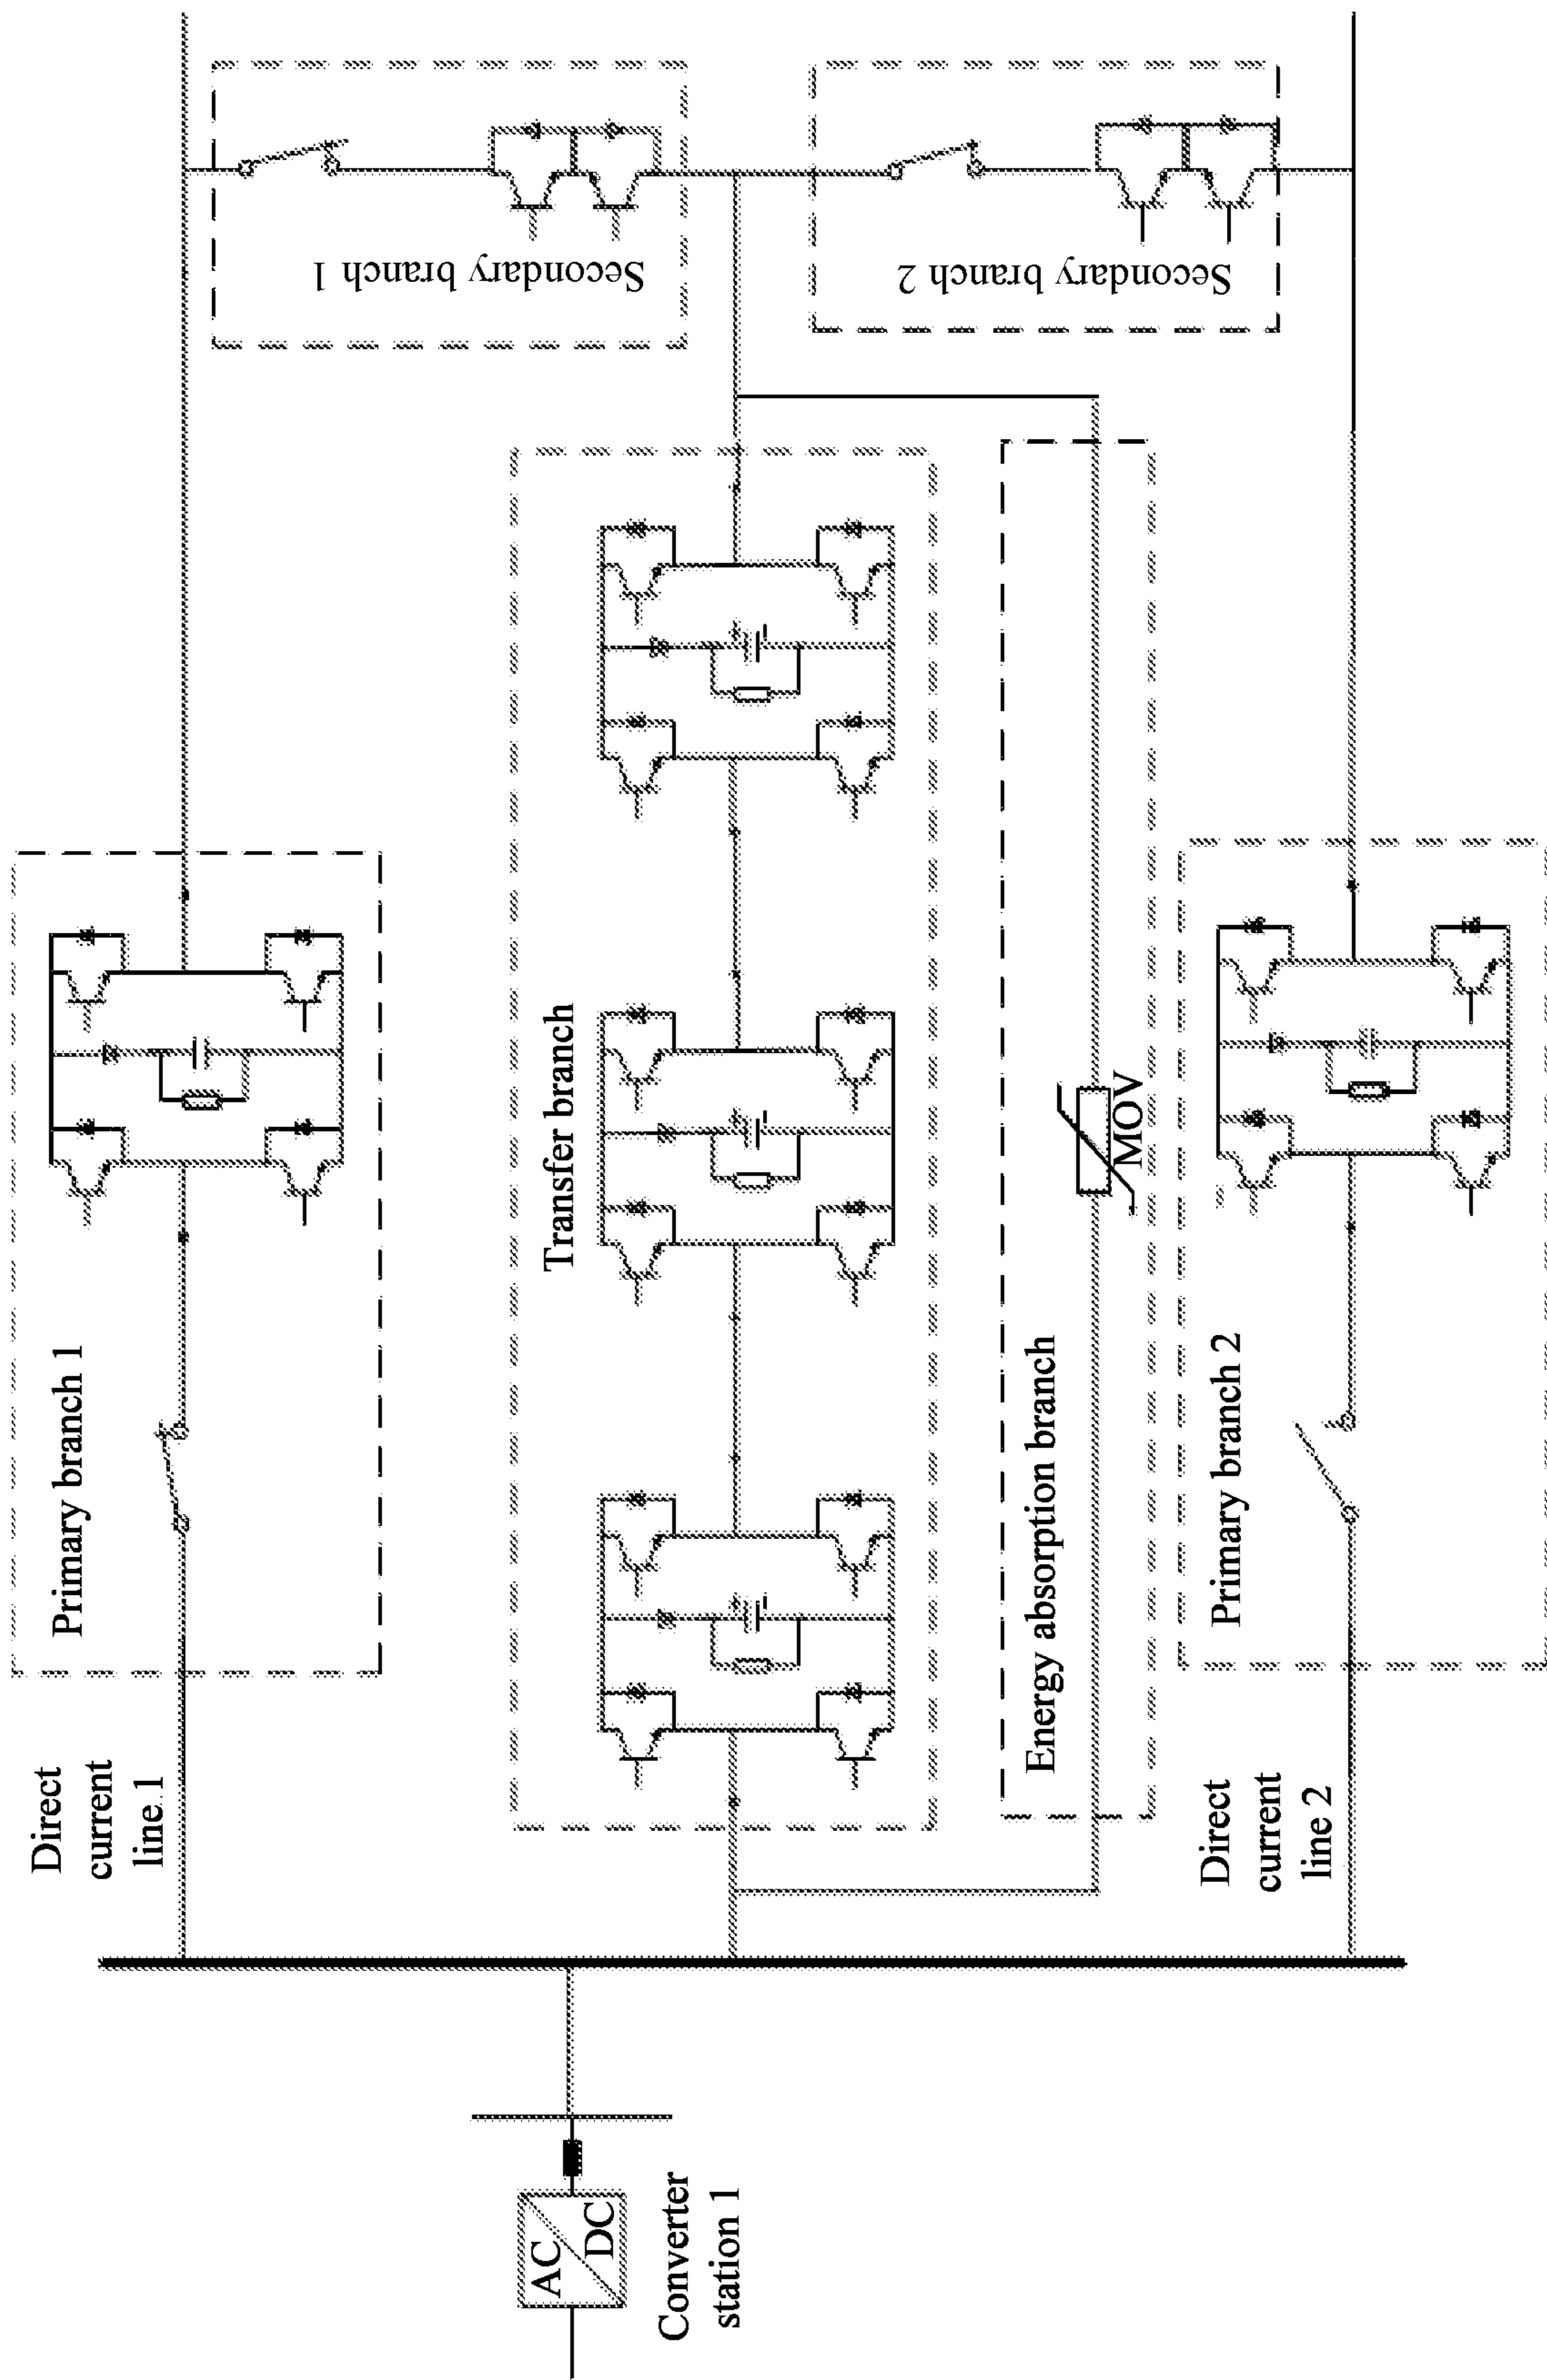 Direct
current
line 1
Primary branch 1
Secondary branch 1
Transfer branch
Energy absorption branch
MOV
Secondary branch 2
Direct
current
line 2
Primary branch 2
AC
DC
Converter
station 1